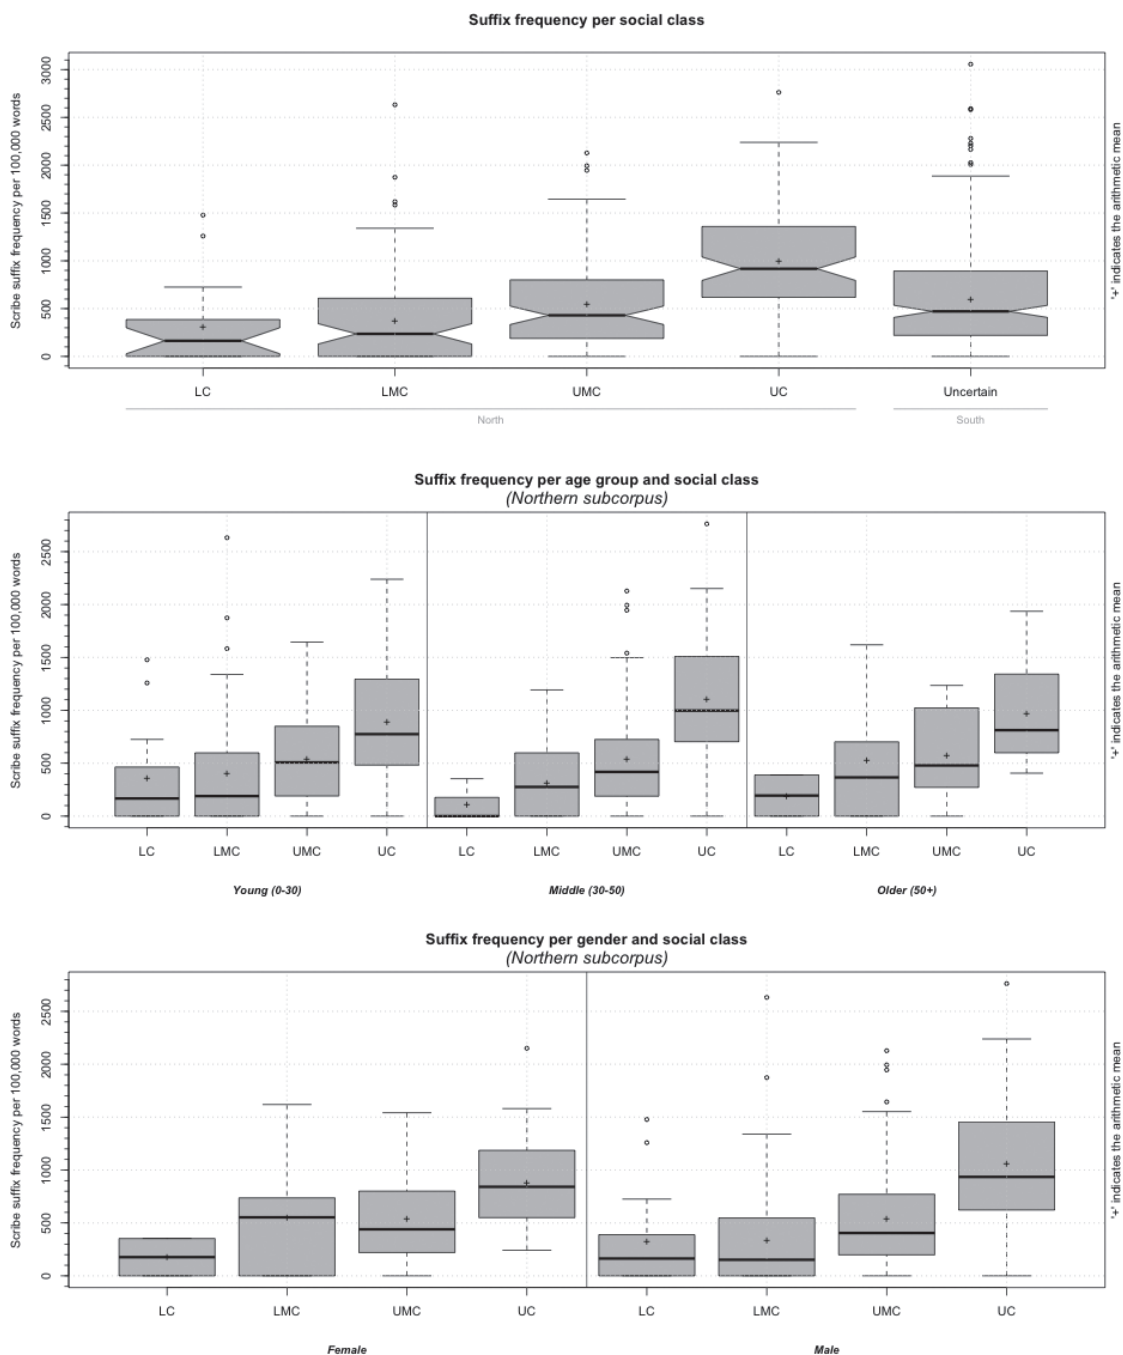 Suffix frequency per social class
Scribe suffix frequency per 100,000 words
3000
2500
2000
1500
1000
500
0
LC LMC UMC UC Uncertain
North South
'+' indicates the arithmetic mean
Suffix frequency per age group and social class
(Northern subcorpus)
Scribe suffix frequency per 100,000 words
2500
2000
1500
1000
500
0
LC LMC UMC UC LC LMC UMC UC LC LMC UMC UC
Young (0-30) Middle (30-50) Older (50+)
'+' indicates the arithmetic mean
Suffix frequency per gender and social class
(Northern subcorpus)
Scribe suffix frequency per 100,000 words
2500
2000
1500
1000
500
0
LC LMC UMC UC LC LMC UMC UC
Female Male
'+' indicates the arithmetic mean